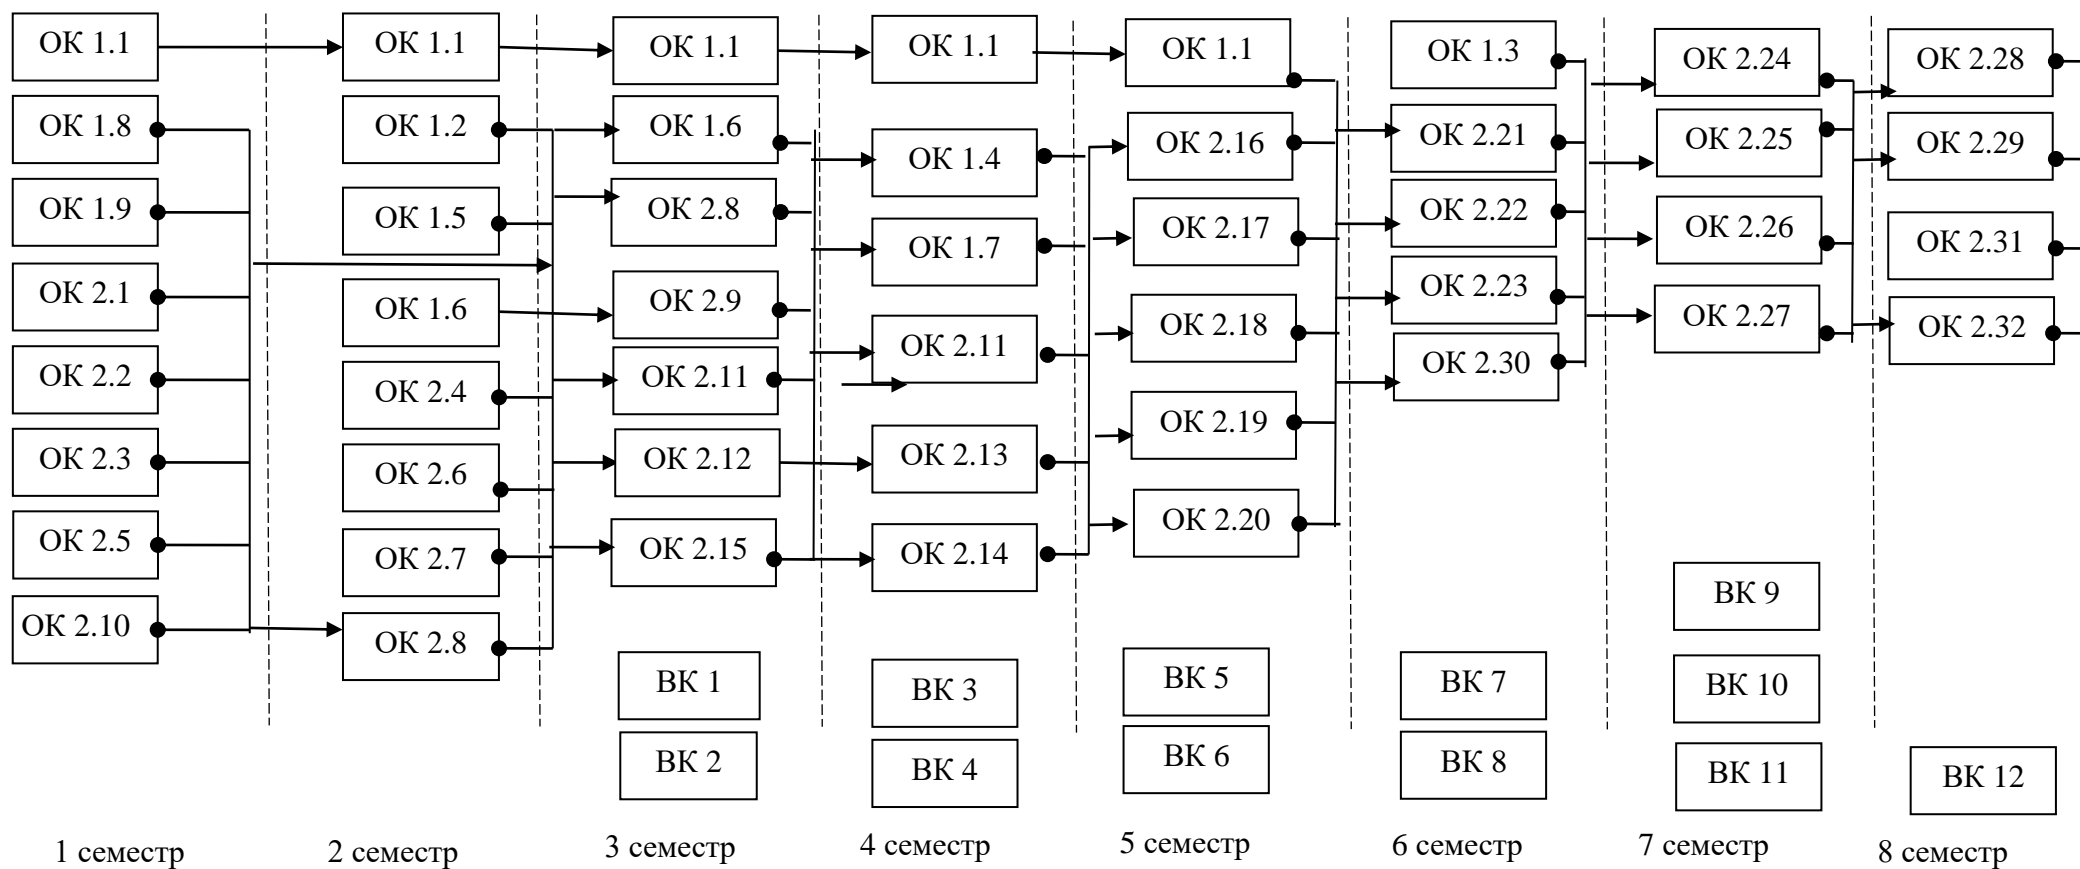 ОК 1.1
ОК 1.8
ОК 1.9
ОК 2.1
ОК 2.2
ОК 2.3
ОК 2.5
ОК 2.10
1 семестр
ОК 1.1
ОК 1.2
ОК 1.5
ОК 1.6
ОК 2.4
ОК 2.6
ОК 2.7
ОК 2.8
2 семестр
ОК 1.1
ОК 1.6
ОК 2.8
ОК 2.9
ОК 2.11
ОК 2.12
ОК 2.15
ВК 1
ВК 2
3 семестр
ОК 1.1
ОК 1.4
ОК 1.7
ОК 2.11
ОК 2.13
ОК 2.14
ВК 3
ВК 4
4 семестр
ОК 1.1
ОК 2.16
ОК 2.17
ОК 2.18
ОК 2.19
ОК 2.20
ВК 5
ВК 6
5 семестр
ОК 1.3
ОК 2.21
ОК 2.22
ОК 2.23
ОК 2.30
ВК 7
ВК 8
6 семестр
ОК 2.24
ОК 2.25
ОК 2.26
ОК 2.27
ВК 9
ВК 10
ВК 11
7 семестр
ОК 2.28
ОК 2.29
ОК 2.31
ОК 2.32
ВК 12
8 семестр